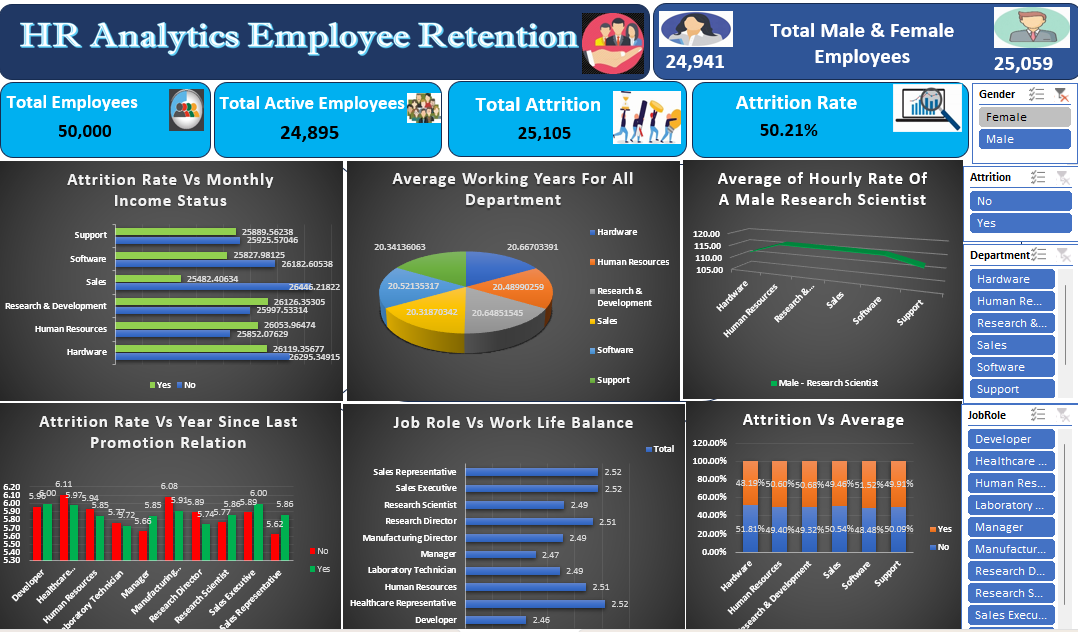 HR Analytics Employee Retention
Total Male & Female
Employees
24,941
25,059
Total Employees
50,000
Total Active Employees
24,895
Total Attrition
25,105
Attrition Rate
50.21%
Gender
Female
Male
Attrition Rate Vs Monthly
Income Status
Support
25889.56238
25925.57046
Software
25827.98125
26182.60538
Sales
25482.40634
26446.21822
Research & Development
26126.35305
25997.53314
Human Resources
26053.96474
25852.07629
Hardware
26119.35677
26295.34915
Yes
No
Average Working Years For All
Department
20.34136063
20.66703391
20.52135317
20.48990259
20.31870342
20.64851545
Hardware
Human Resources
Research &
Development
Sales
Software
Support
Average of Hourly Rate Of
A Male Research Scientist
120.00
115.00
110.00
105.00
Hardware
Human Resources
Research &...
Sales
Software
Support
Male - Research Scientist
Attrition
No
Yes
Department
Hardware
Human Re...
Research &...
Sales
Software
Support
Attrition Rate Vs Year Since Last
Promotion Relation
6.20
6.10
6.00
5.90
5.80
5.70
5.60
5.50
5.40
5.30
6.00
6.11
5.97
5.94
5.85
5.72
5.66
5.85
6.08
5.91
5.89
5.74
5.77
5.86
5.89
6.00
5.62
5.86
Developer
Healthcare...
Human Resources
Manager
Manufacturing...
Research Director
Research Scientist
Sales Executive
Sales Representative
No
Yes
Job Role Vs Work Life Balance
Total
Sales Representative
2.52
Sales Executive
2.52
Research Scientist
2.49
Research Director
2.51
Manufacturing Director
2.49
Manager
2.47
Laboratory Technician
2.49
Human Resources
2.51
Healthcare Representative
2.52
Developer
2.46
Attrition Vs Average
120.00%
100.00%
80.00%
60.00%
40.00%
20.00%
0.00%
48.19%
50.60%
50.68%
49.46%
51.52%
49.91%
51.81%
49.40%
49.32%
50.54%
48.48%
50.09%
Hardware
Human Resources
Research & Development
Sales
Software
Support
Yes
No
JobRole
Developer
Healthcare ...
Human Res...
Laboratory ...
Manager
Manufactur...
Research D...
Research S...
Sales Execu...